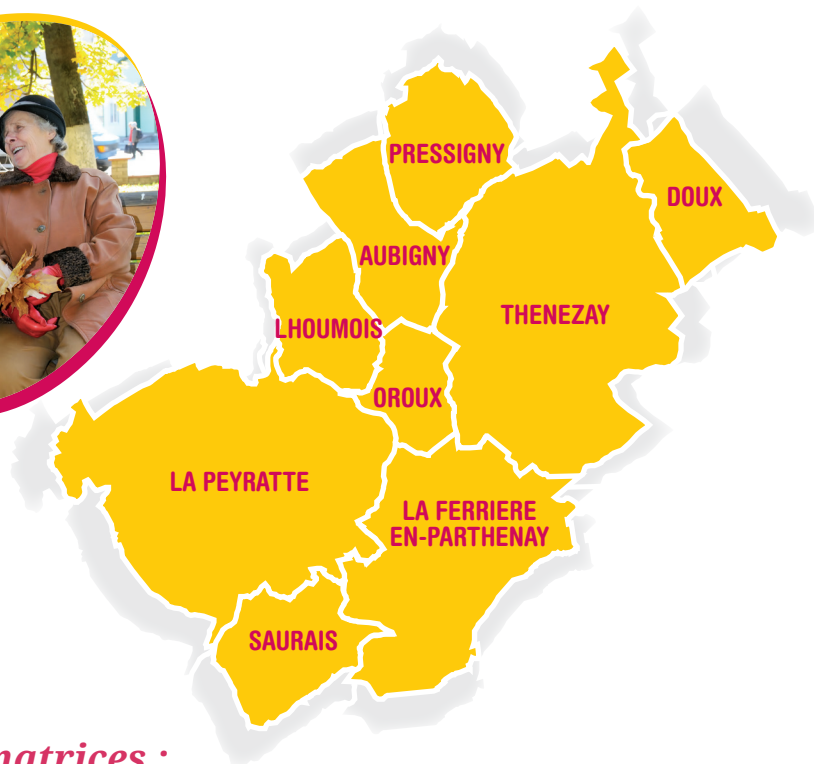 PRESSIGNY
DOUX
AUBIGNY
THENEZAY
LHOUMOIS
OROUX
LA PEYRATTE
LA FERRIERE
EN-PARTHENAY
SAURAIS